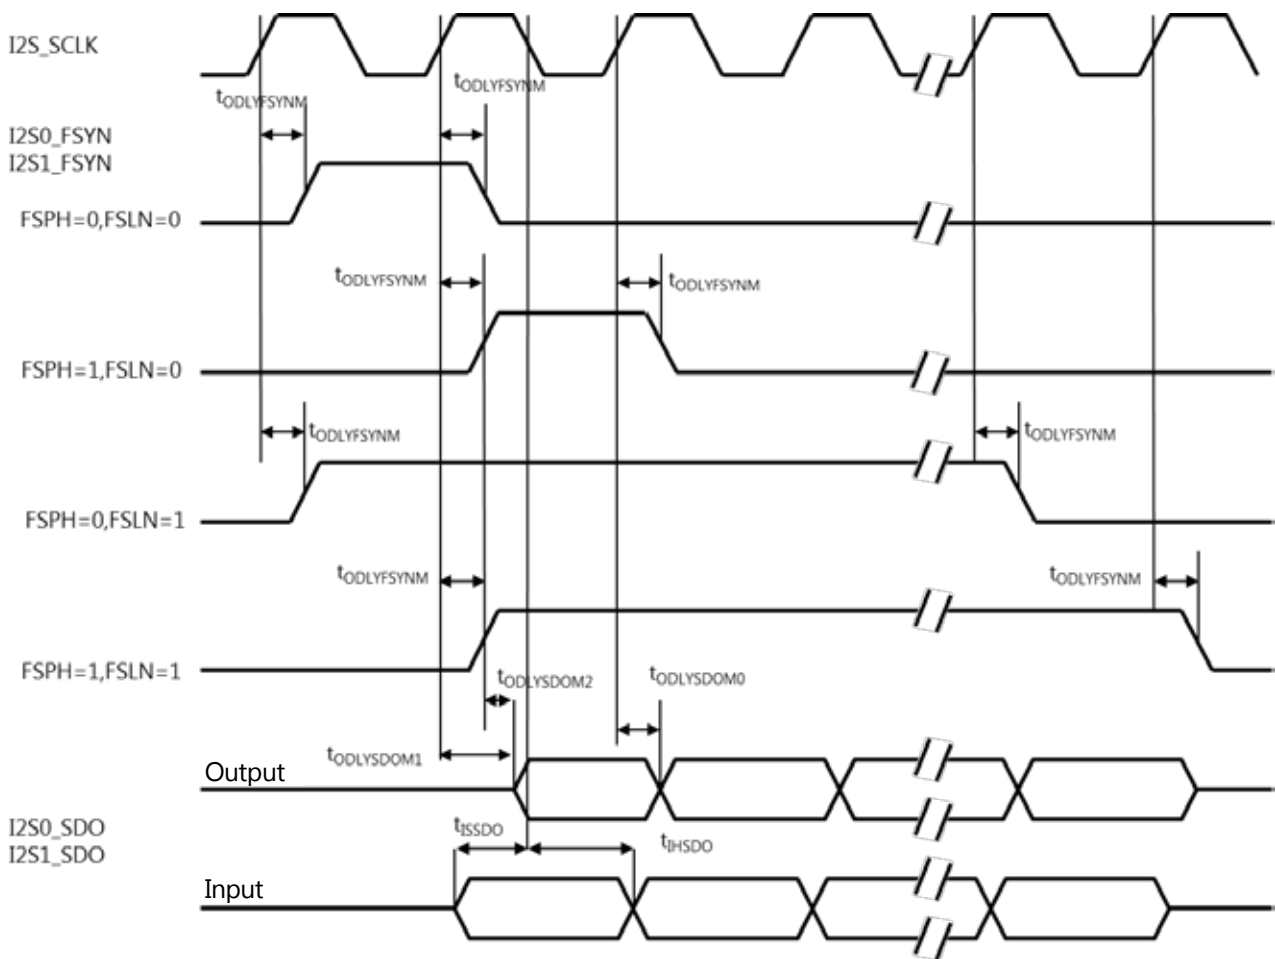 I2S_SCLK
tODLYFSYNM
tODLYFSYNM
I2S0_FSYN
I2S1_FSYN
FSPH=0,FSLN=0
tODLYFSYNM
tODLYFSYNM
FSPH=1,FSLN=0
tODLYFSYNM
tODLYFSYNM
FSPH=0,FSLN=1
tODLYFSYNM
tODLYFSYNM
FSPH=1,FSLN=1
tODLYSDOM2
tODLYSDOM0
tODLYSDOM1
Output
I2S0_SDO
I2S1_SDO
tISSDO
tIHSDO
Input